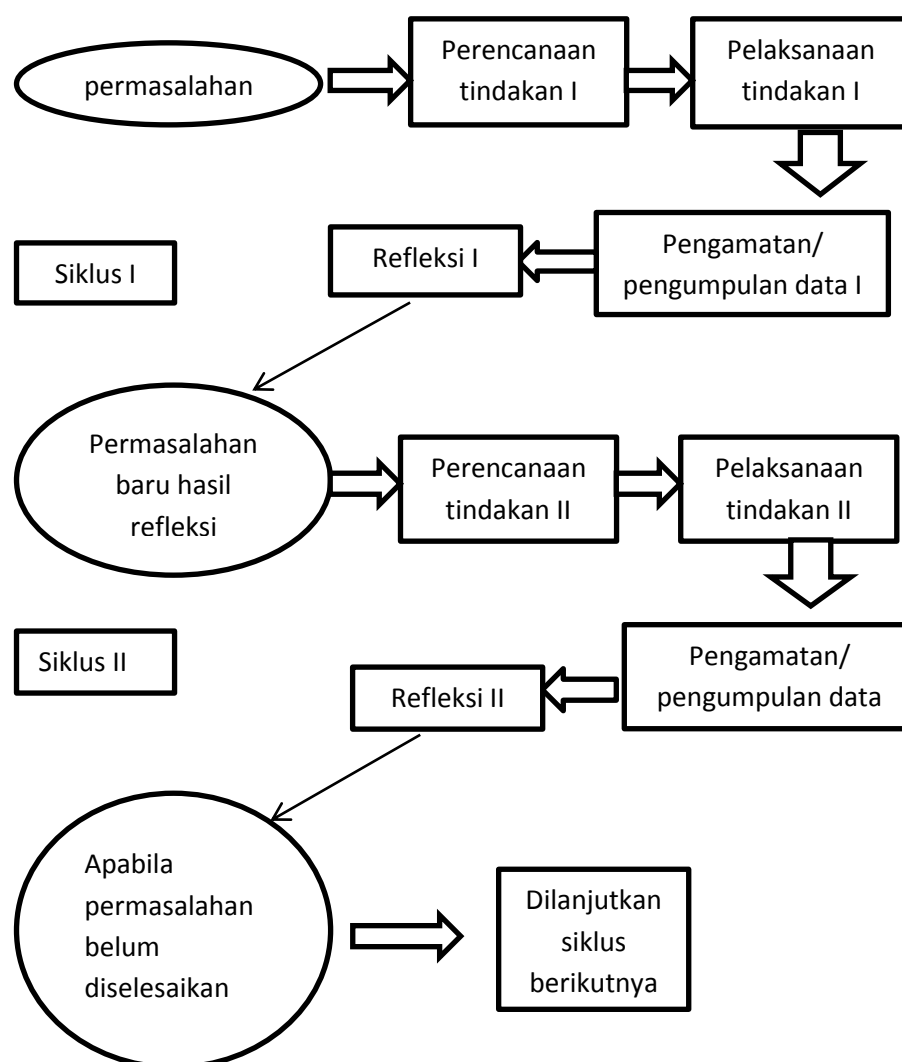 permasalahan
Perencanaan
tindakan I
Pelaksanaan
tindakan I
Siklus I
Refleksi I
Pengamatan/
pengumpulan data I
Permasalahan
baru hasil
refleksi
Perencanaan
tindakan II
Pelaksanaan
tindakan II
Siklus II
Refleksi II
Pengamatan/
pengumpulan data
Apabila
permasalahan
belum
diselesaikan
Dilanjutkan
siklus
berikutnya